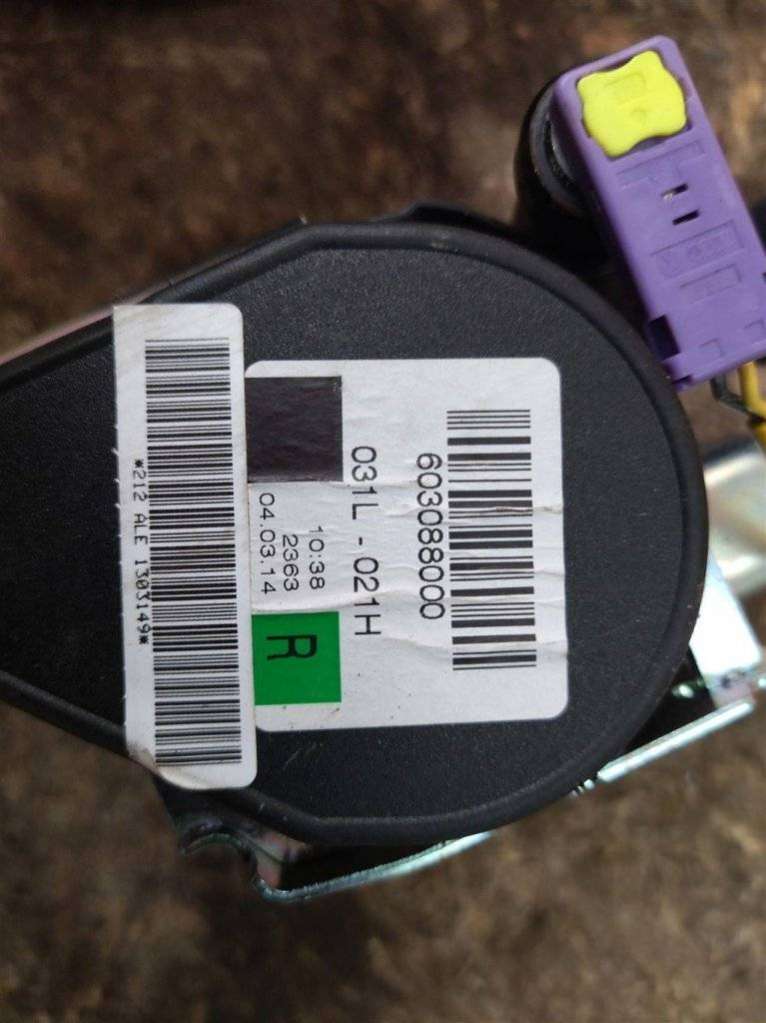 603088000
031L - 021H
10:38
2363
04.03.14
R
*212 ALE 1303149*